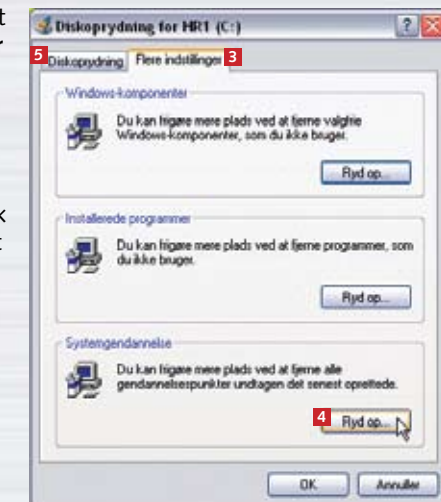 Diskoprydning for HR1 (C:)
5 Diskoprydning Flere indstillinger 3
Windows-komponenter
Du kan frigøre mere plads ved at fjerne valgfrie
Windows-komponenter, som du ikke bruger.
Ryd op...
Installerede programmer
Du kan frigøre mere plads ved at fjerne programmer, som
du ikke bruger.
Ryd op...
Systemgendannelse
Du kan frigøre mere plads ved at fjerne alle
gendannelsespunkter undtagen det senest oprettede.
4 Ryd op...
OK Annuller